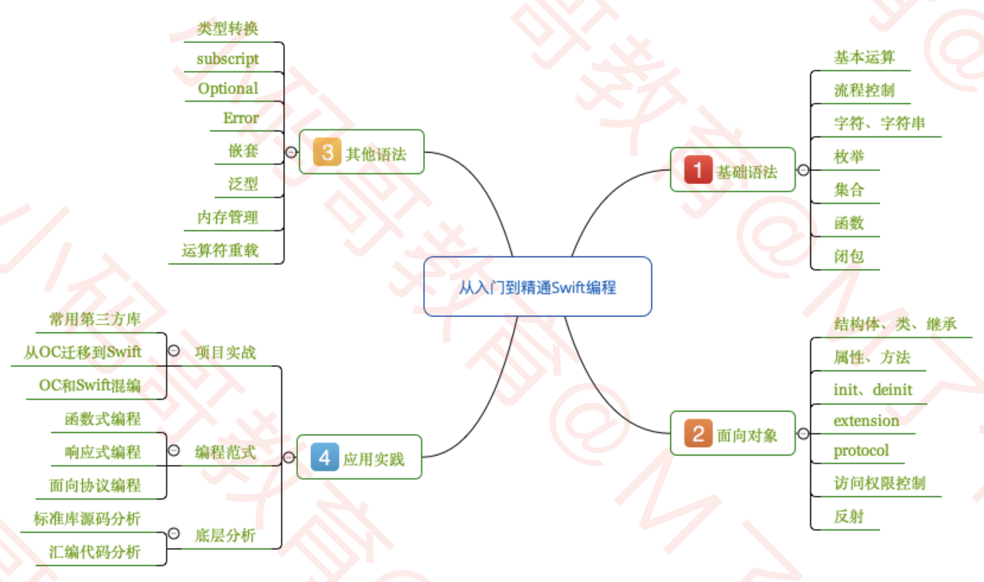 从入门到精通Swift编程
1 基础语法
基本运算
流程控制
字符、字符串
枚举
集合
函数
闭包
2 面向对象
结构体、类、继承
属性、方法
init、deinit
extension
protocol
访问权限控制
反射
3 其他语法
类型转换
subscript
Optional
Error
嵌套
泛型
内存管理
运算符重载
4 应用实践
项目实战
常用第三方库
从OC迁移到Swift
OC和Swift混编
编程范式
函数式编程
响应式编程
面向协议编程
底层分析
标准库源码分析
汇编代码分析
小码哥教育@M了
小码哥教育@M了